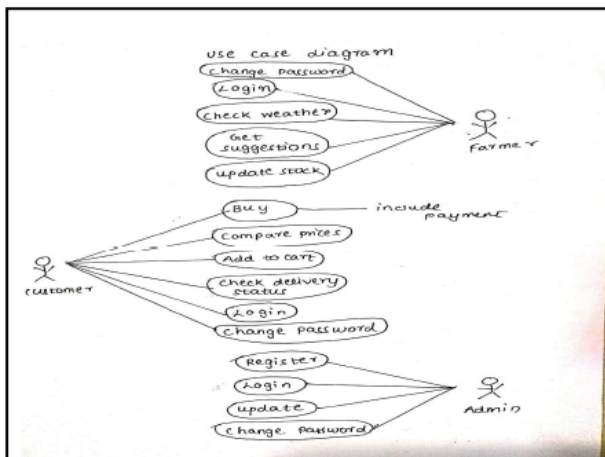 use case diagram
change password
Login
check weather
Get
suggestions
update stock
Farmer
Buy
include
payment
compare prices
Add to cart
check delivery
status
Login
change password
customer
Register
Login
update
change password
Admin